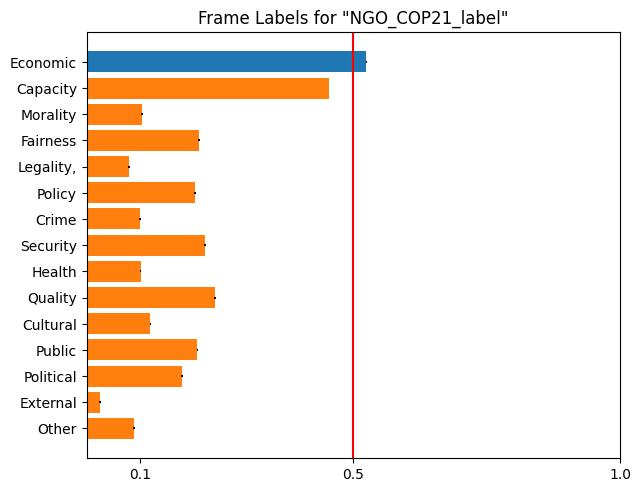 Frame Labels for "NGO_COP21_label"
Economic
Capacity
Morality
Fairness
Legality,
Policy
Crime
Security
Health
Quality
Cultural
Public
Political
External
Other
0.1 0.5 1.0